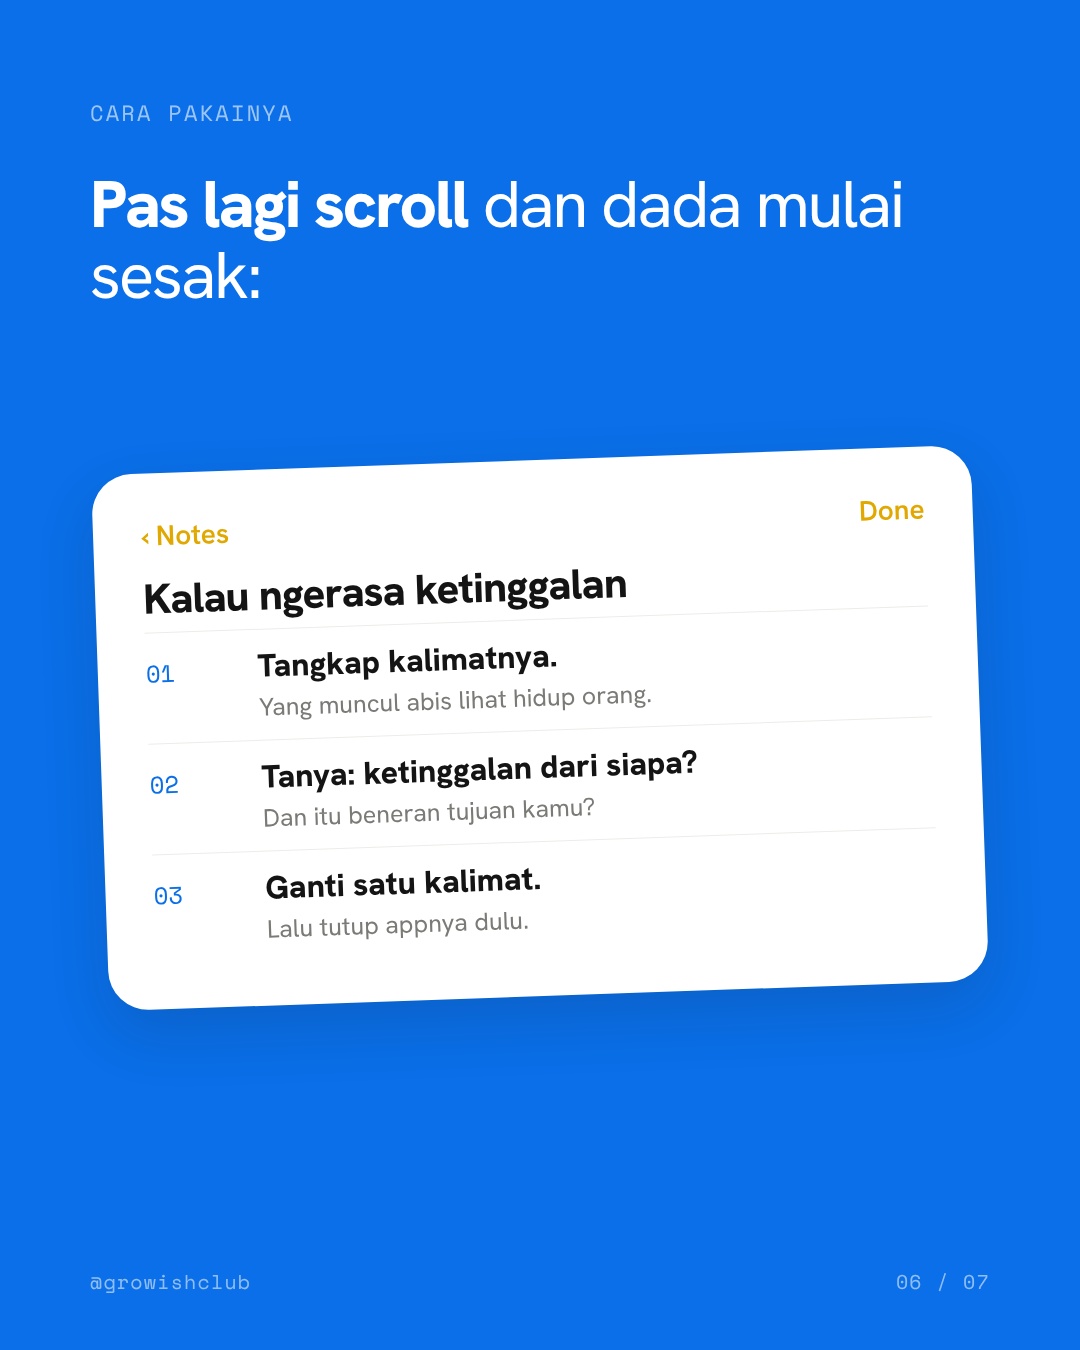 CARA PAKAINYA
Pas lagi scroll dan dada mulai
sesak:
‹ Notes
Done
Kalau ngerasa ketinggalan
01
Tangkap kalimatnya.
Yang muncul abis lihat hidup orang.
02
Tanya: ketinggalan dari siapa?
Dan itu beneran tujuan kamu?
03
Ganti satu kalimat.
Lalu tutup appnya dulu.
@growishclub
06 / 07